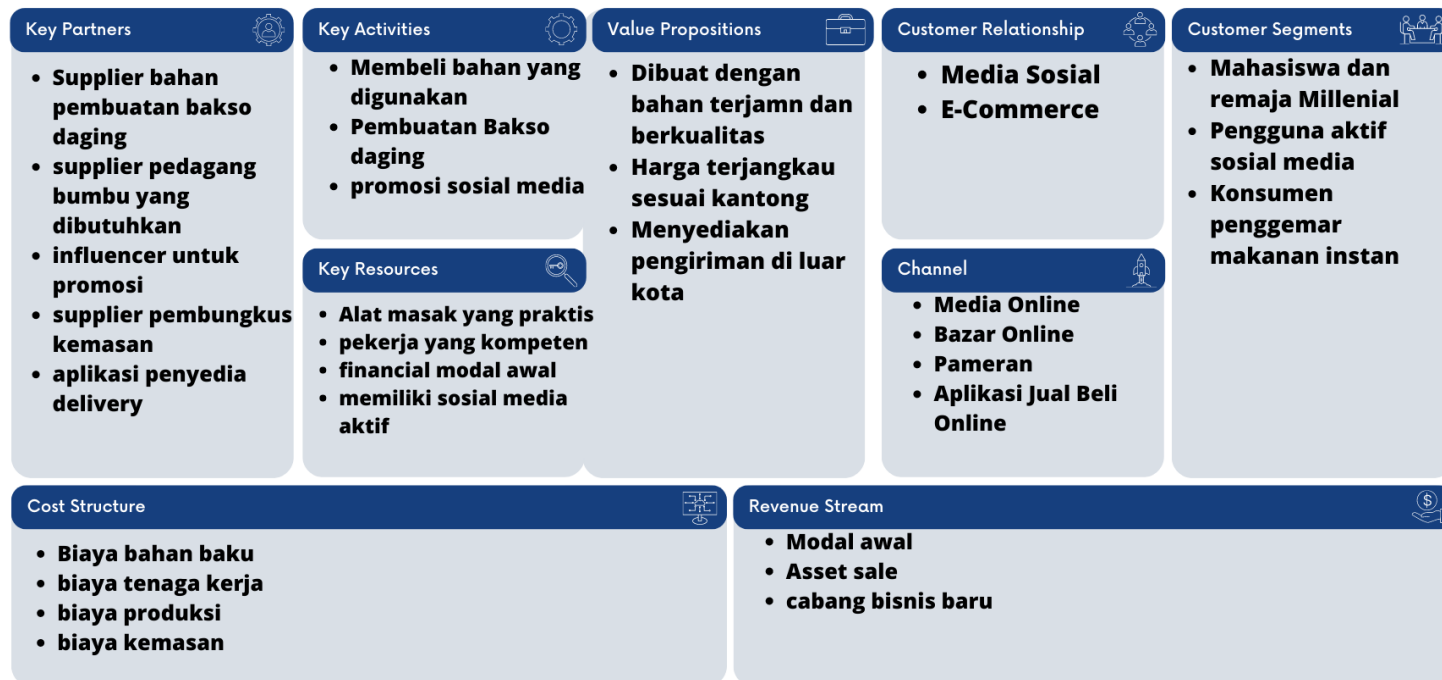 Key Partners
• Supplier bahan
pembuatan bakso
daging
• supplier pedagang
bumbu yang
dibutuhkan
• influencer untuk
promosi
• supplier pembungkus
kemasan
• aplikasi penyedia
delivery
Key Activities
• Membeli bahan yang
digunakan
• Pembuatan Bakso
daging
• promosi sosial media
Key Resources
• Alat masak yang praktis
• pekerja yang kompeten
• financial modal awal
• memiliki sosial media
aktif
Value Propositions
• Dibuat dengan
bahan terjamn dan
berkualitas
• Harga terjangkau
sesuai kantong
• Menyediakan
pengiriman di luar
kota
Customer Relationship
• Media Sosial
• E-Commerce
Channel
• Media Online
• Bazar Online
• Pameran
• Aplikasi Jual Beli
Online
Customer Segments
• Mahasiswa dan
remaja Millenial
• Pengguna aktif
sosial media
• Konsumen
penggemar
makanan instan
Cost Structure
• Biaya bahan baku
• biaya tenaga kerja
• biaya produksi
• biaya kemasan
Revenue Stream
• Modal awal
• Asset sale
• cabang bisnis baru